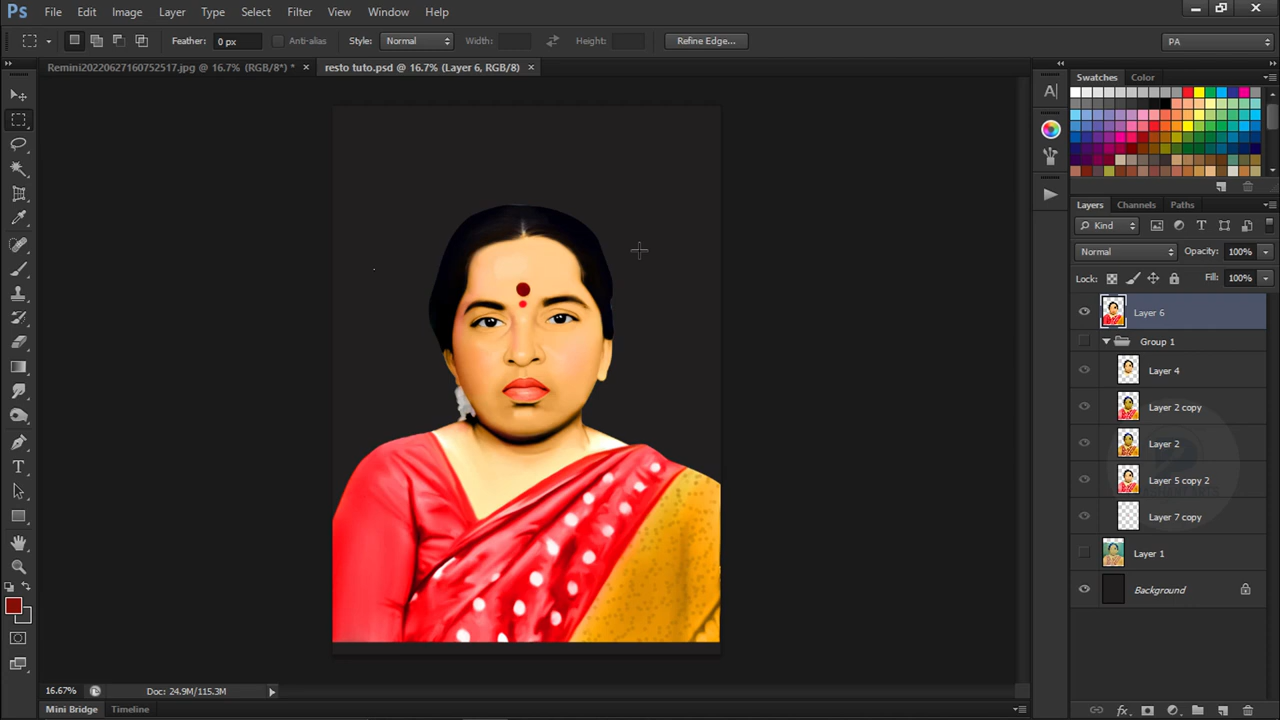 Ps File Edit Image Layer Type Select Filter View Window Help
Feather: 0 px Anti-alias Style: Normal Width: Height: Refine Edge... PA
Remini20220627160752517.jpg @ 16.7% (RGB/8*) * × resto tuto.psd @ 16.7% (Layer 6, RGB/8) ×
Swatches Color
Layers Channels Paths
Kind
Normal Opacity: 100%
Lock: Fill: 100%
Layer 6
Group 1
Layer 4
Layer 2 copy
Layer 2
Layer 5 copy 2
Layer 7 copy
Layer 1
Background
16.67% Doc: 24.9M/115.3M
Mini Bridge Timeline